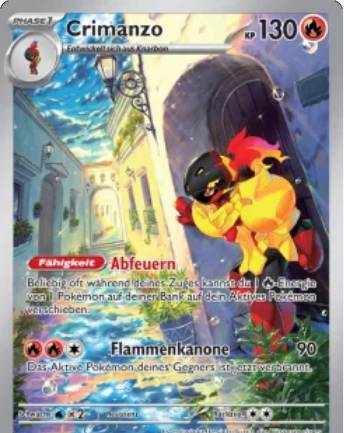 PHASE 1
Crimanzo
KP 130
Entwickelt sich aus Knarbon
Fähigkeit Abfeuern
Beliebig oft während deines Zuges kannst du 1 -Energie
von 1 Pokémon auf deiner Bank auf dein Aktives Pokémon
verschieben.
Flammenkanone 90
Das Aktive Pokémon deines Gegners ist jetzt verbrannt.
Schwäche ×2 Resistenz Rückzug